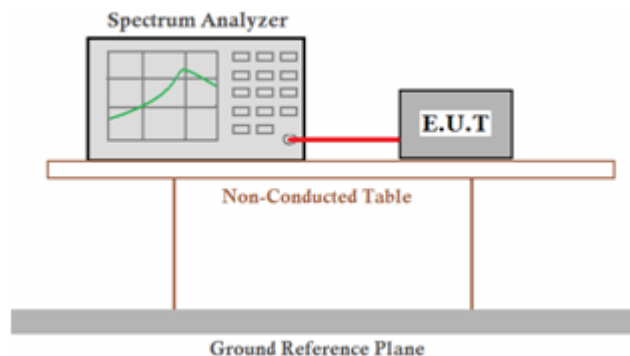 Spectrum Analyzer
E.U.T
Non-Conducted Table
Ground Reference Plane